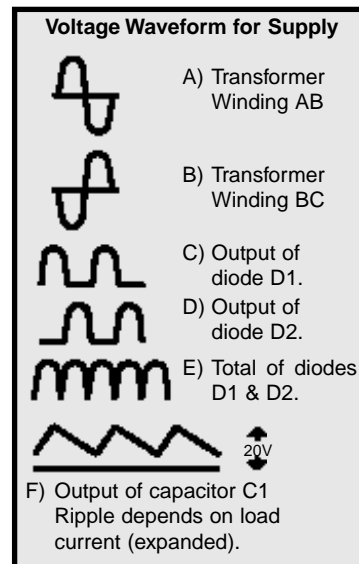 Voltage Waveform for Supply
A) Transformer
Winding AB
B) Transformer
Winding BC
C) Output of
diode D1.
D) Output of
diode D2.
E) Total of diodes
D1 & D2.
20V
F) Output of capacitor C1
Ripple depends on load
current (expanded).